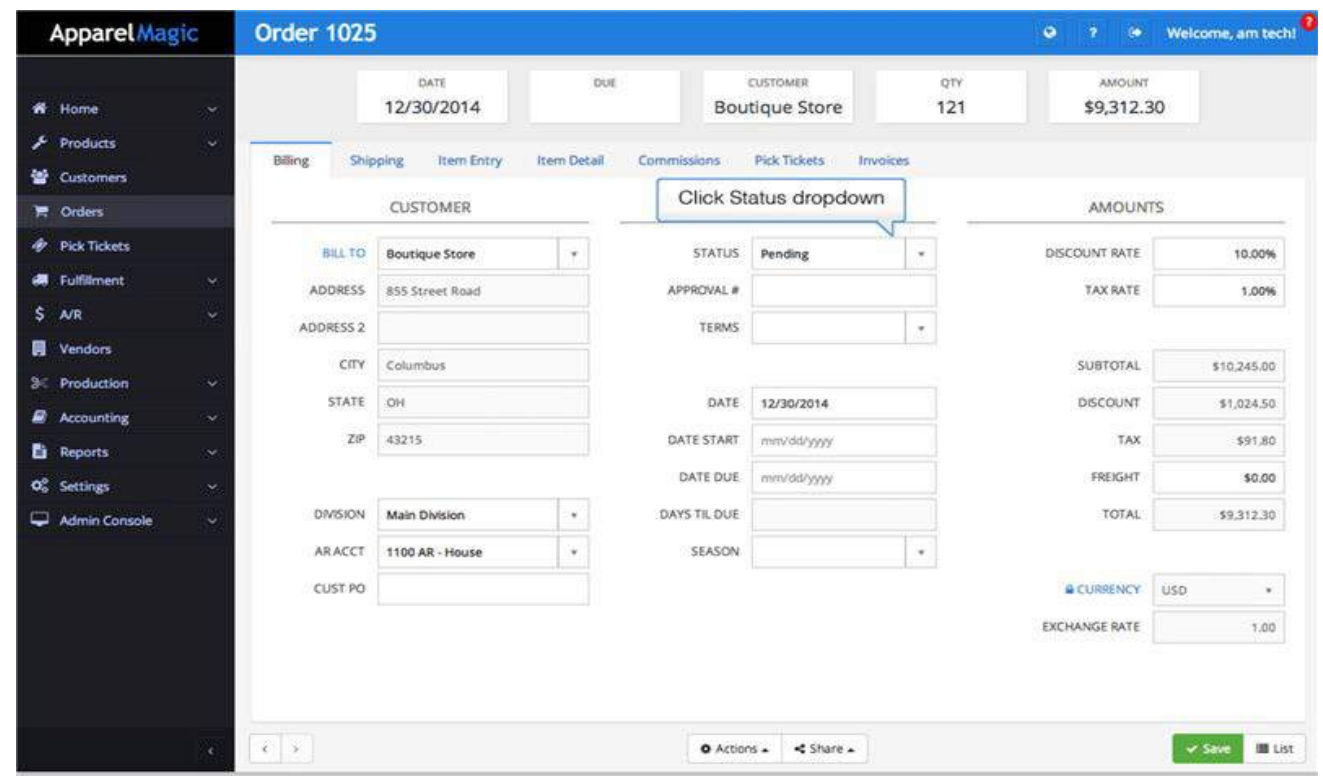 ApparelMagic
Order 1025
? Welcome, am tech! ?
DATE
12/30/2014
DUE
CUSTOMER
Boutique Store
QTY
121
AMOUNT
$9,312.30
Home
Products
Customers
Orders
Pick Tickets
Fulfillment
$ A/R
Vendors
Production
Accounting
Reports
Settings
Admin Console
Billing Shipping Item Entry Item Detail Commissions Pick Tickets Invoices
Click Status dropdown
CUSTOMER
BILL TO Boutique Store
ADDRESS 855 Street Road
ADDRESS 2
CITY Columbus
STATE OH
ZIP 43215
DIVISION Main Division
AR ACCT 1100 AR - House
CUST PO
STATUS Pending
APPROVAL #
TERMS
DATE 12/30/2014
DATE START mm/dd/yyyy
DATE DUE mm/dd/yyyy
DAYS TIL DUE
SEASON
AMOUNTS
DISCOUNT RATE 10.00%
TAX RATE 1.00%
SUBTOTAL $10,245.00
DISCOUNT $1,024.50
TAX $91.80
FREIGHT $0.00
TOTAL $9,312.30
CURRENCY USD
EXCHANGE RATE 1.00
Actions Share
Save List